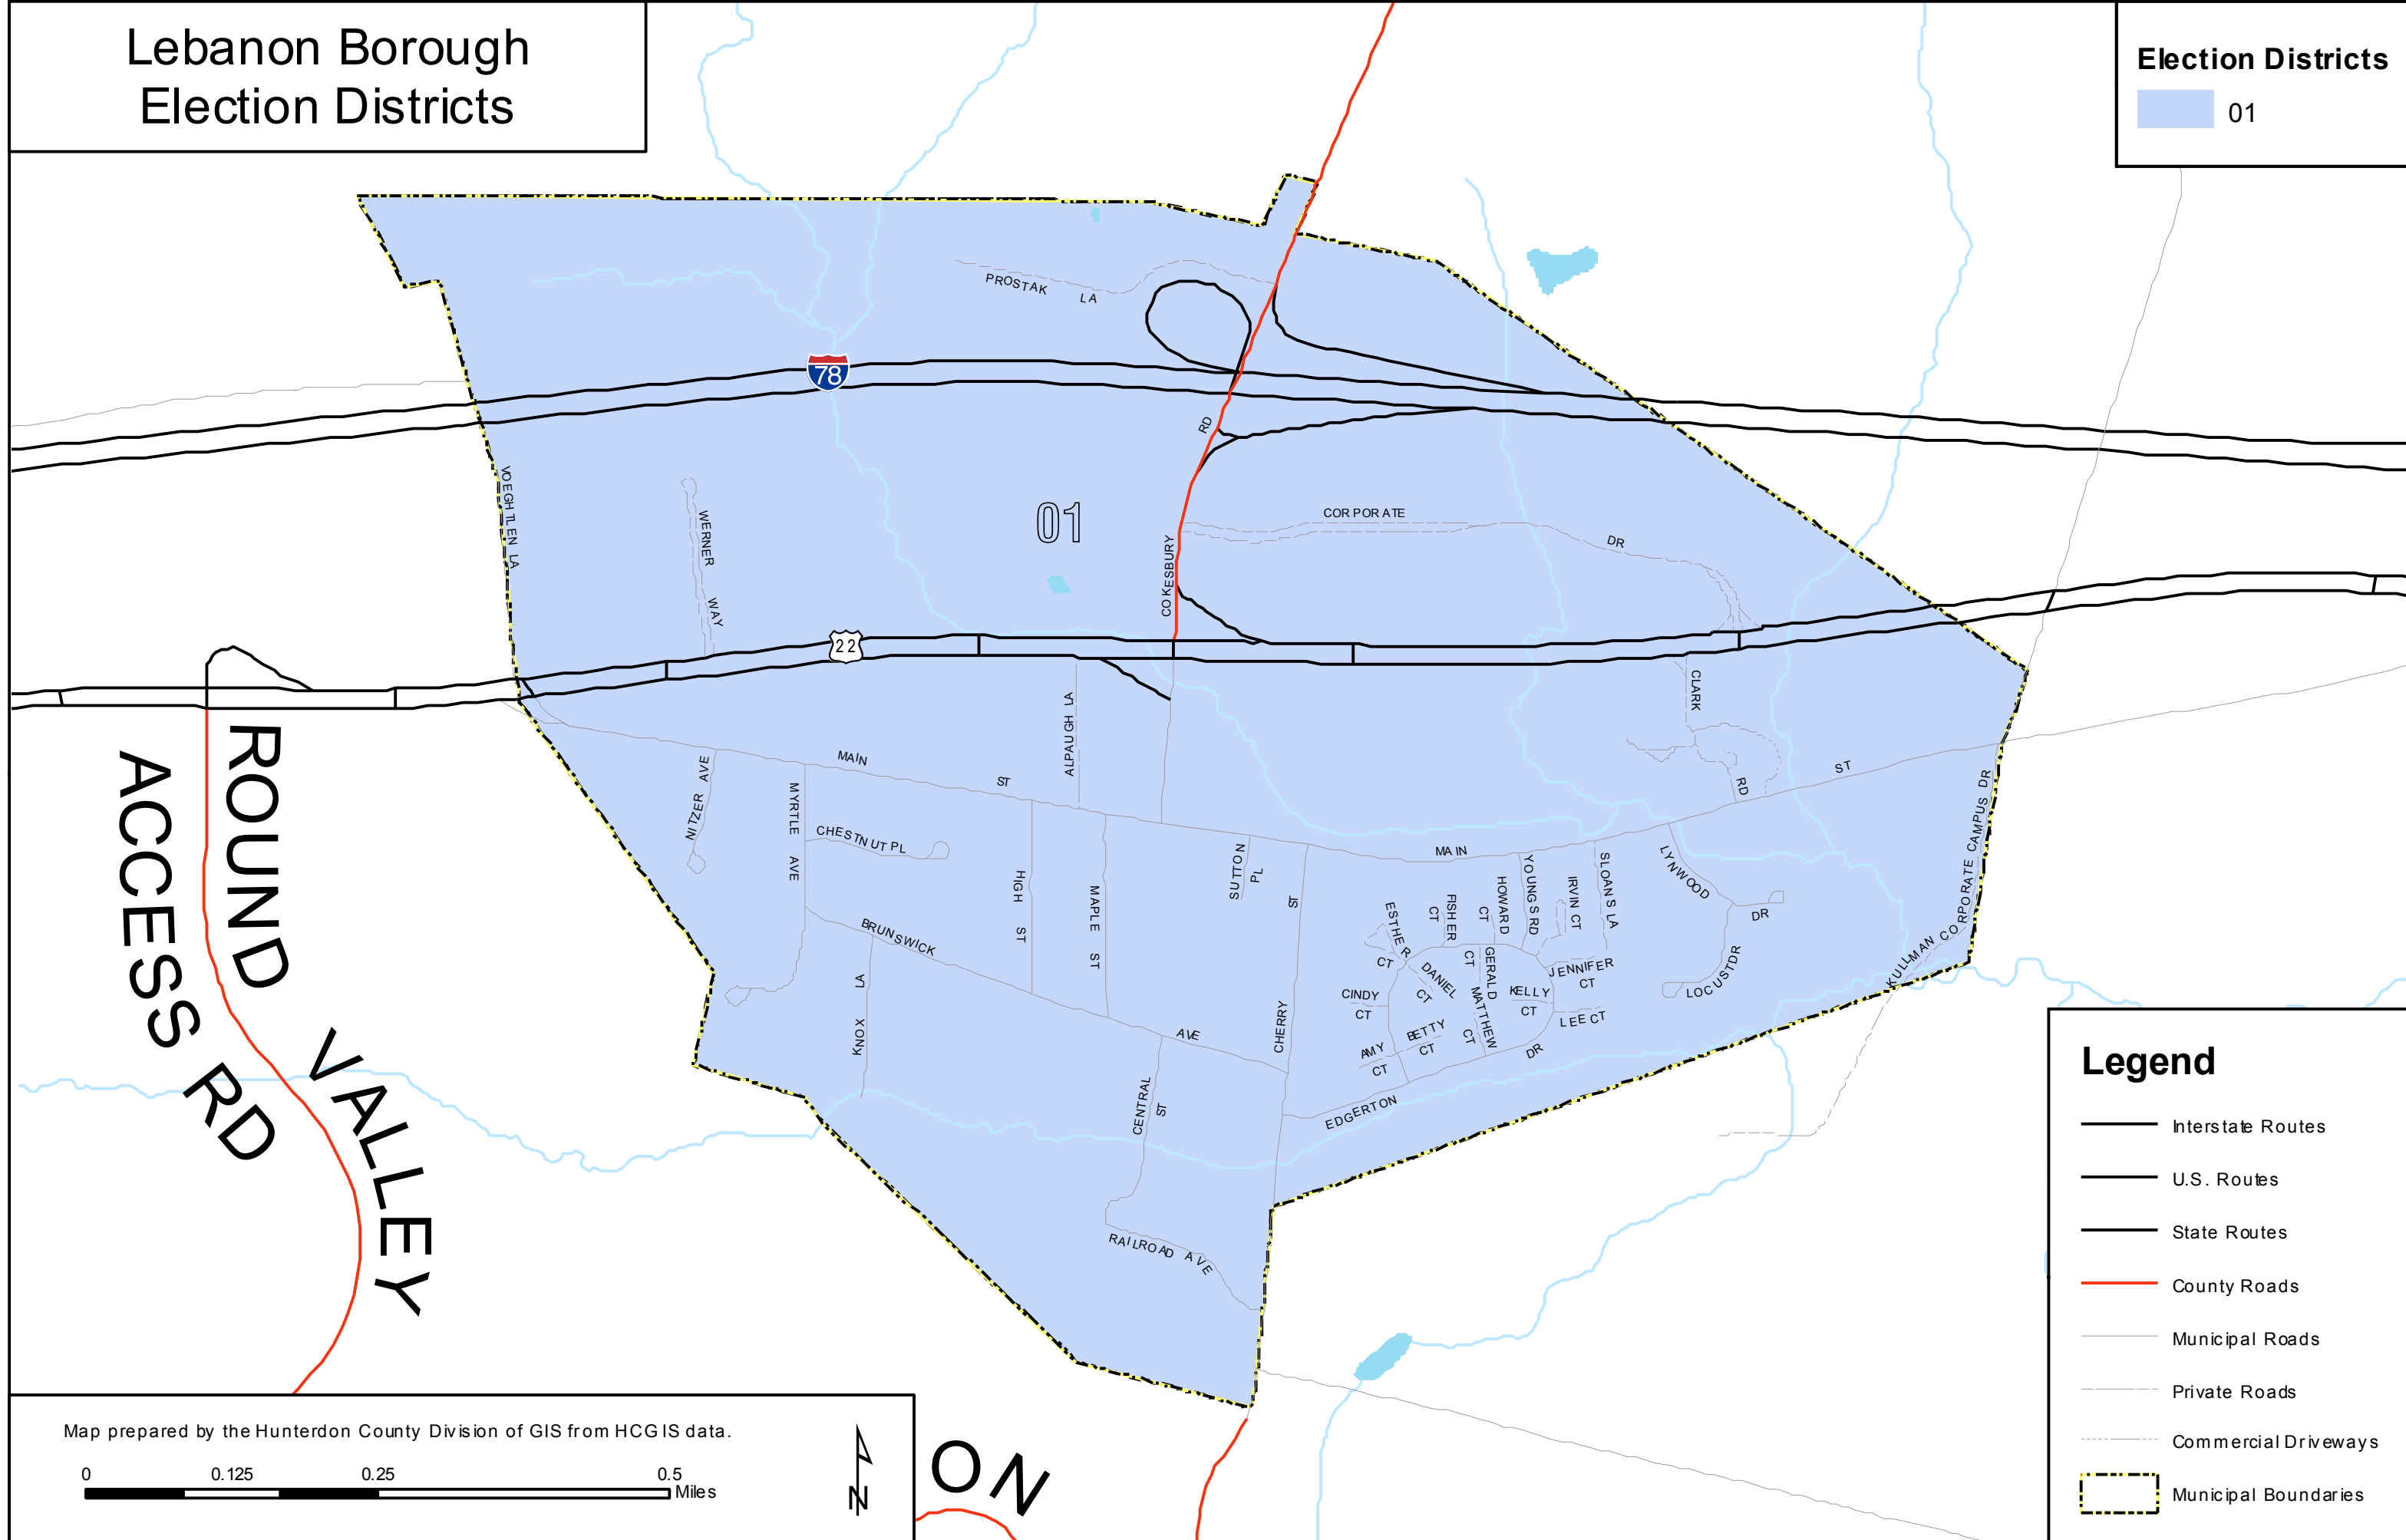 Lebanon Borough
Election Districts
Election Districts
01
PROSTAK LA
78
RD
VOEGHTLEN LA
WERNER WAY
01
CORPORATE DR
COKESBURY
22
CLARK RD
ALPAUGH LA
ROUND VALLEY
ACCESS RD
MAIN ST
ST
NITZER AVE
MYRTLE AVE
CHESTNUT PL
HIGH ST
MAPLE ST
SUTTON PL
MAIN
CHERRY ST
BRUNSWICK AVE
KNOX LA
ESTHER CT
FISHER CT
HOWARD CT
YOUNGS RD
IRVIN CT
SLOANS LA
LYNWOOD DR
LOCUST DR
KULLMAN CORPORATE CAMPUS DR
DANIEL CT
GERALD CT
JENNIFER CT
CINDY CT
KELLY CT
MATTHEW CT
BETTY CT
LEE CT
AMY CT
EDGERTON DR
CENTRAL ST
RAILROAD AVE
ON
Legend
Interstate Routes
U.S. Routes
State Routes
County Roads
Municipal Roads
Private Roads
Commercial Driveways
Municipal Boundaries
Map prepared by the Hunterdon County Division of GIS from HCGIS data.
0 0.125 0.25 0.5
Miles
N